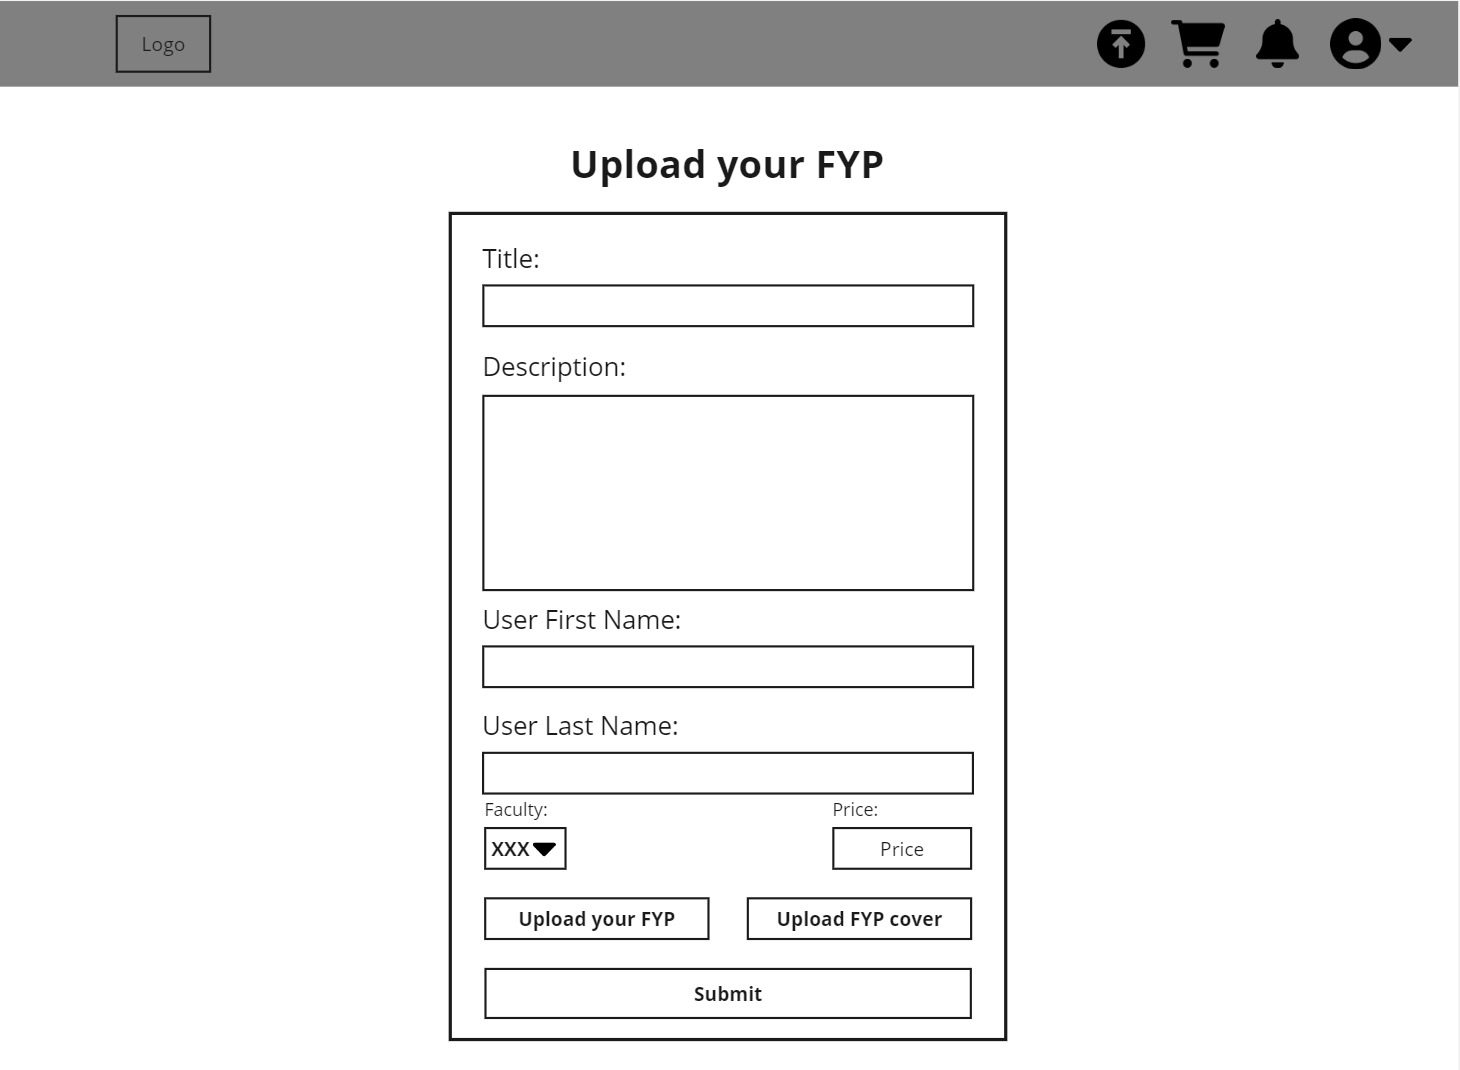 Logo
Upload your FYP
Title:
Description:
User First Name:
User Last Name:
Faculty:
Price:
XXX
Price
Upload your FYP
Upload FYP cover
Submit